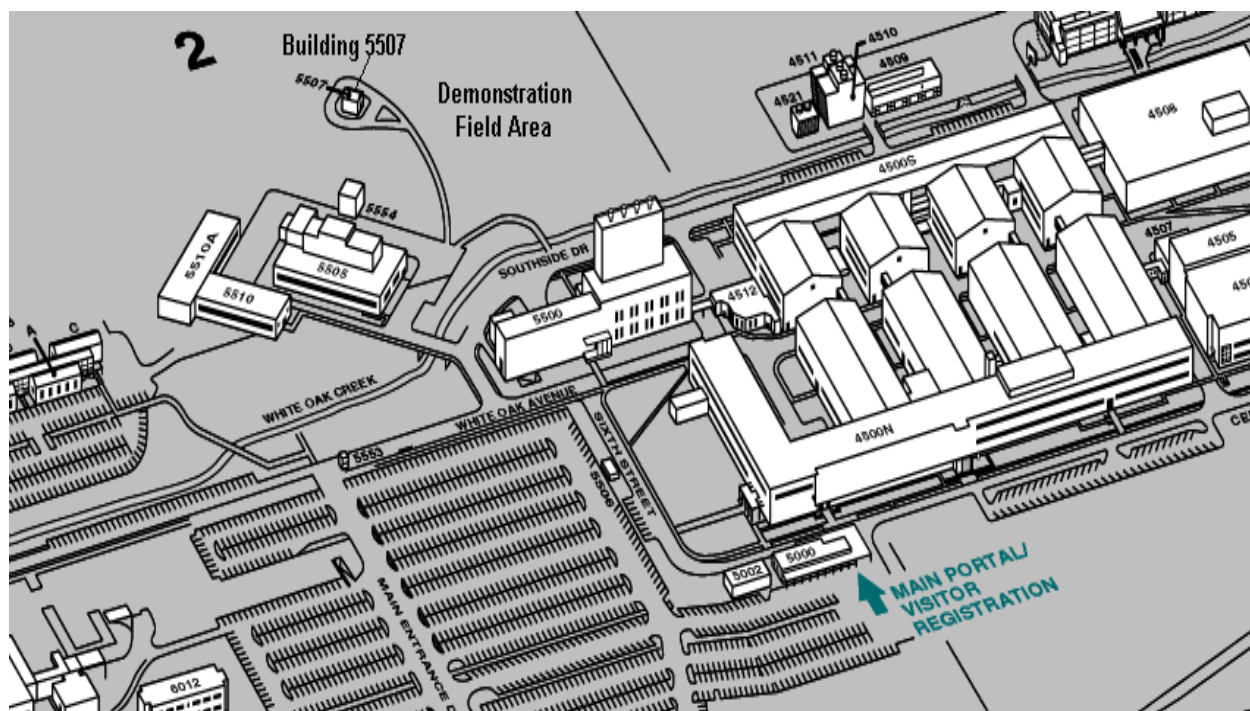 2
Building 5507
5507
Demonstration
Field Area
4510
4511
4509
4521
4508
4500S
5554
5510A
5505
5510
SOUTHSIDE DR
4507
4505
4512
5500
A
C
WHITE OAK CREEK
WHITE OAK AVENUE
4500N
5553
SIXTH STREET
5506
5000
5002
MAIN PORTAL/
VISITOR
REGISTRATION
MAIN ENTRANCE
6012